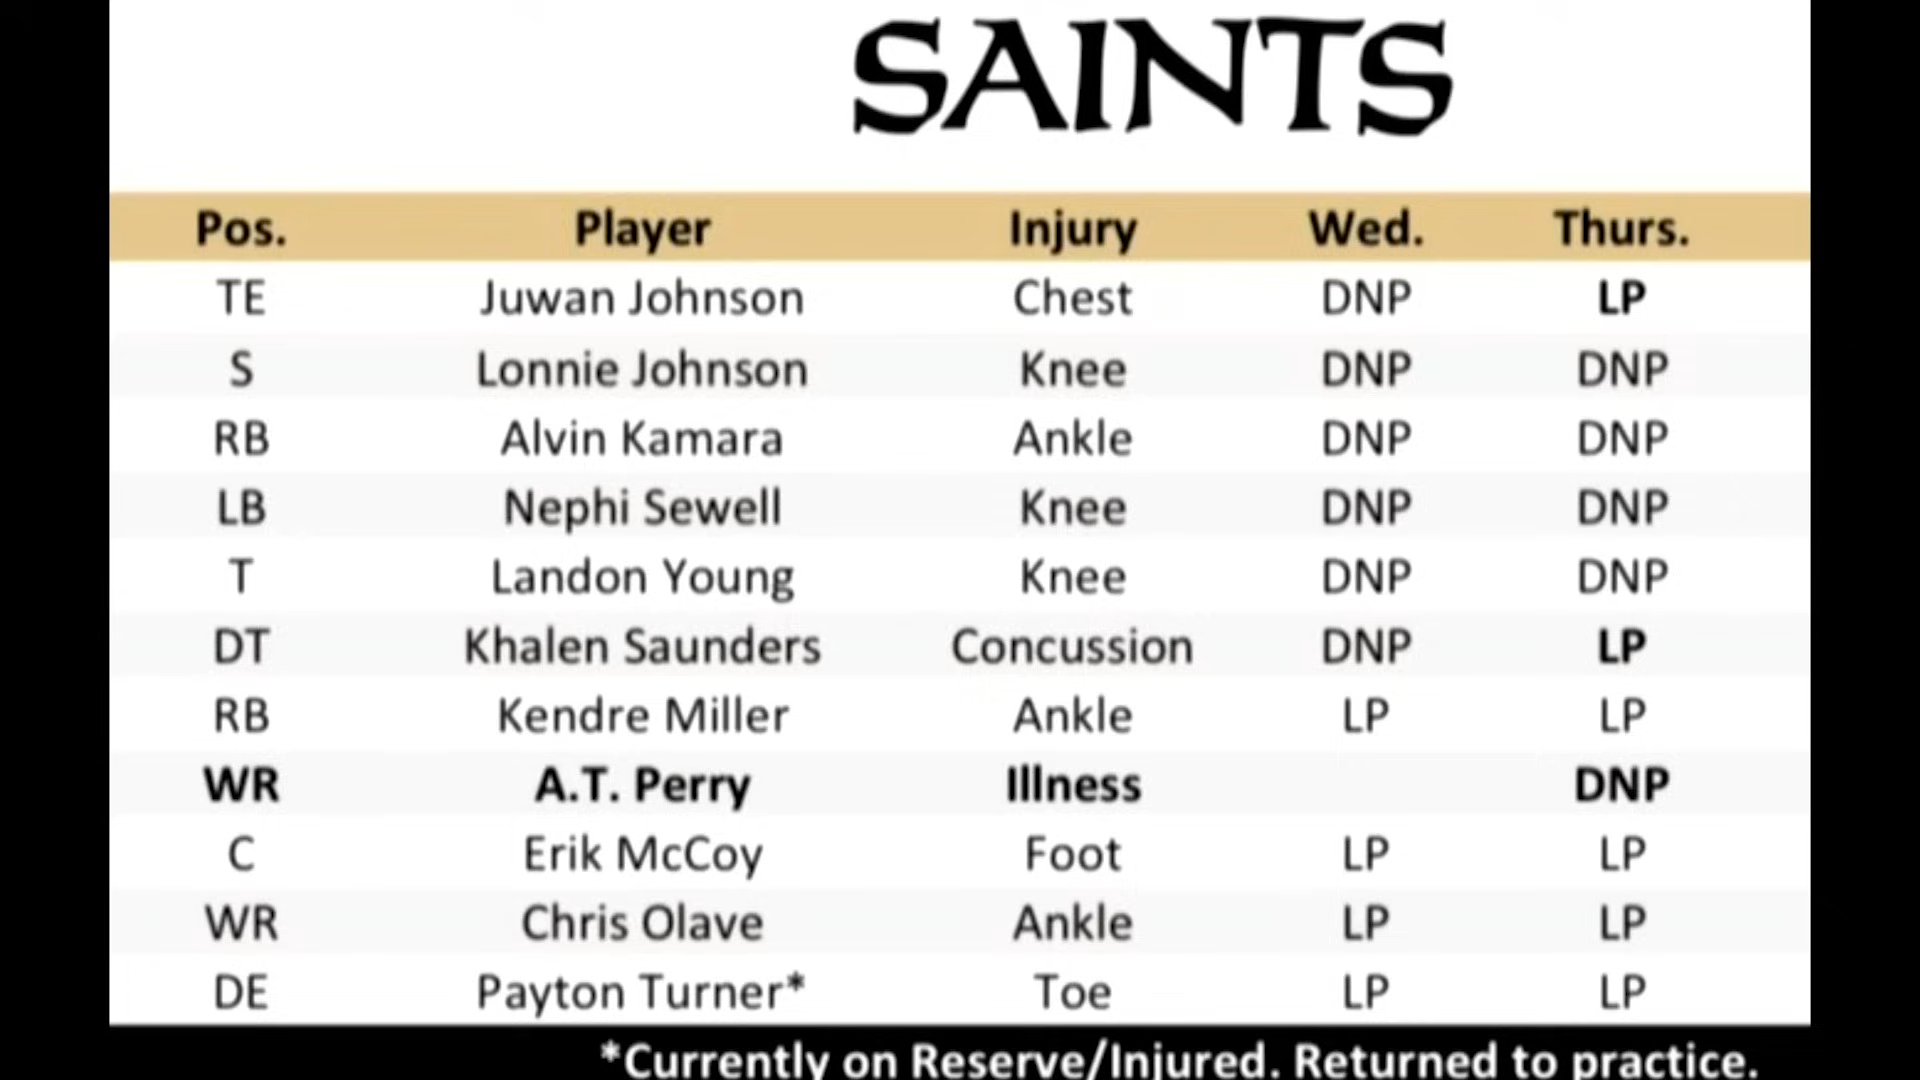 SAINTS
Pos. Player Injury Wed. Thurs.
TE Juwan Johnson Chest DNP LP
S Lonnie Johnson Knee DNP DNP
RB Alvin Kamara Ankle DNP DNP
LB Nephi Sewell Knee DNP DNP
T Landon Young Knee DNP DNP
DT Khalen Saunders Concussion DNP LP
RB Kendre Miller Ankle LP LP
WR A.T. Perry Illness DNP
C Erik McCoy Foot LP LP
WR Chris Olave Ankle LP LP
DE Payton Turner* Toe LP LP
*Currently on Reserve/Injured. Returned to practice.